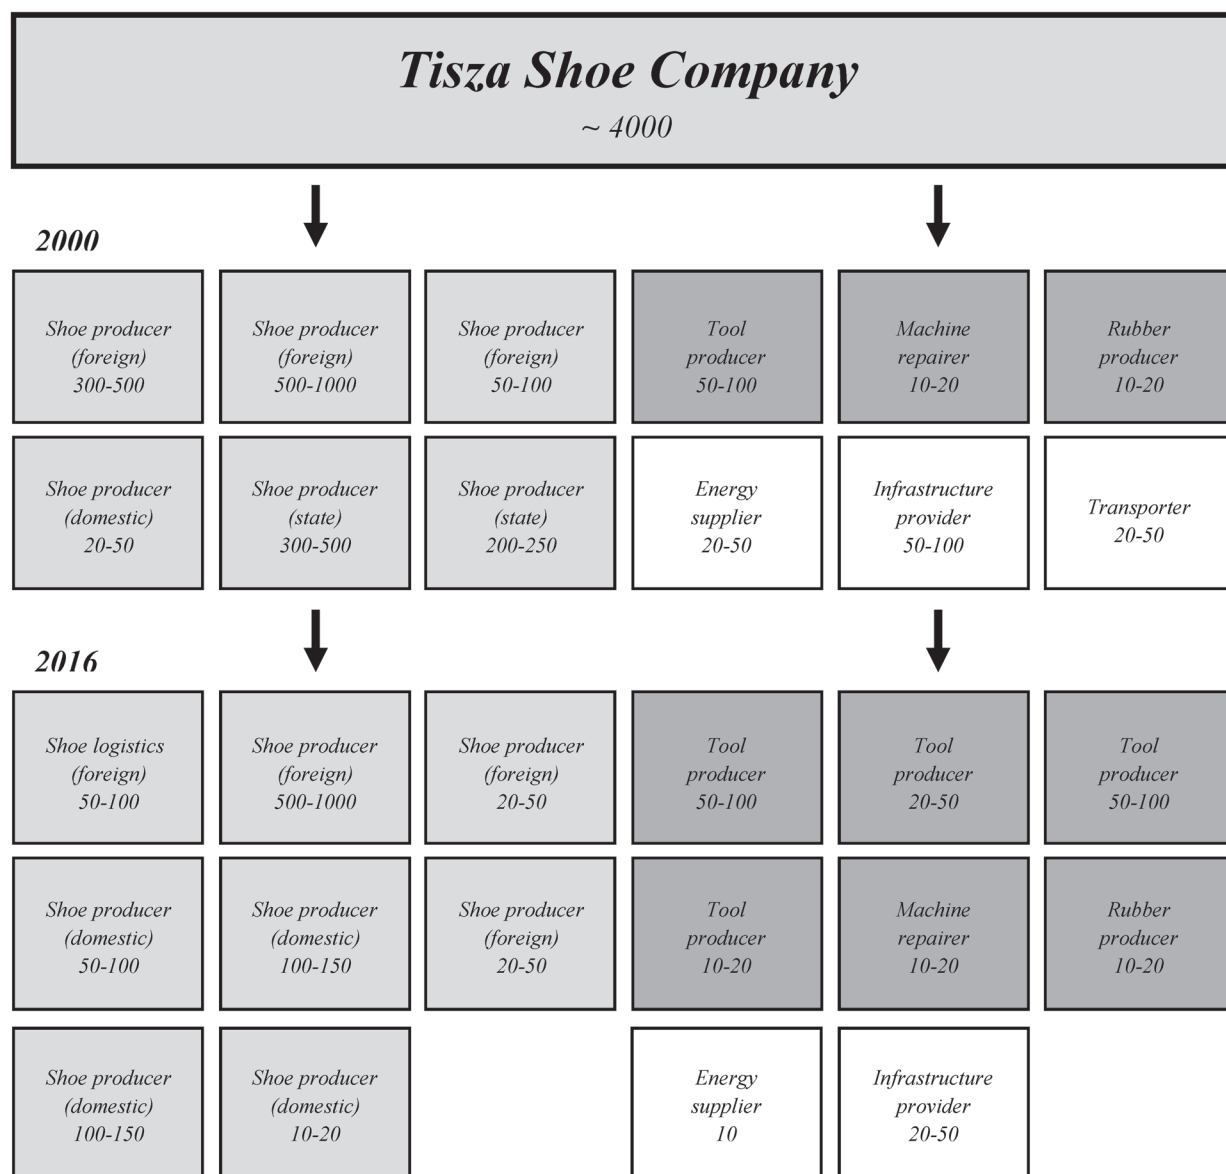 Tisza Shoe Company
~ 4000
2000
Shoe producer
(foreign)
300-500
Shoe producer
(foreign)
500-1000
Shoe producer
(foreign)
50-100
Tool
producer
50-100
Machine
repairer
10-20
Rubber
producer
10-20
Shoe producer
(domestic)
20-50
Shoe producer
(state)
300-500
Shoe producer
(state)
200-250
Energy
supplier
20-50
Infrastructure
provider
50-100
Transporter
20-50
2016
Shoe logistics
(foreign)
50-100
Shoe producer
(foreign)
500-1000
Shoe producer
(foreign)
20-50
Tool
producer
50-100
Tool
producer
20-50
Tool
producer
50-100
Shoe producer
(domestic)
50-100
Shoe producer
(domestic)
100-150
Shoe producer
(foreign)
20-50
Tool
producer
10-20
Machine
repairer
10-20
Rubber
producer
10-20
Shoe producer
(domestic)
100-150
Shoe producer
(domestic)
10-20
Energy
supplier
10
Infrastructure
provider
20-50